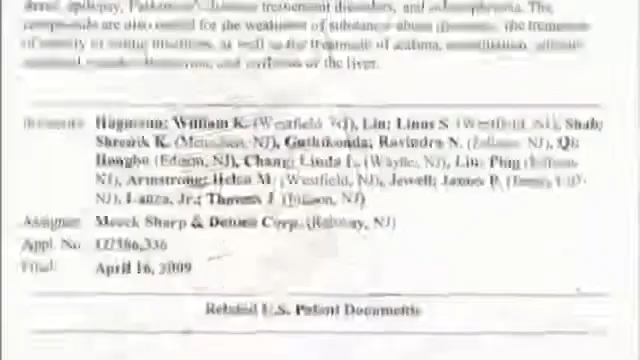 epilepsy, disorders, and schizophrenia. The
compounds are also useful for the treatment of substance abuse disorders, the treatment
of obesity or eating disorders, as well as for the treatment of asthma, constipation,
and cirrhosis of the liver.
Inventors: Hagmann; William K. (Westfield, NJ), Lin; Linus S. (Westfield, NJ), Shah;
Shrenik K. (Metuchen, NJ), Guthikonda; Ravindra N. (Edison, NJ), Qi;
Hongbo (Edison, NJ), Chang; Linda L. (Wayne, NJ), Liu; Ping (Edison,
NJ), Armstrong; Helen M. (Westfield, NJ), Jewell; James P.
NJ), Lanza, Jr.; Thomas J. (Edison, NJ)
Assignee: Merck Sharp & Dohme Corp. (Rahway, NJ)
Appl. No. 12/386,336
Filed: April 16, 2009
Related U.S. Patent Documents